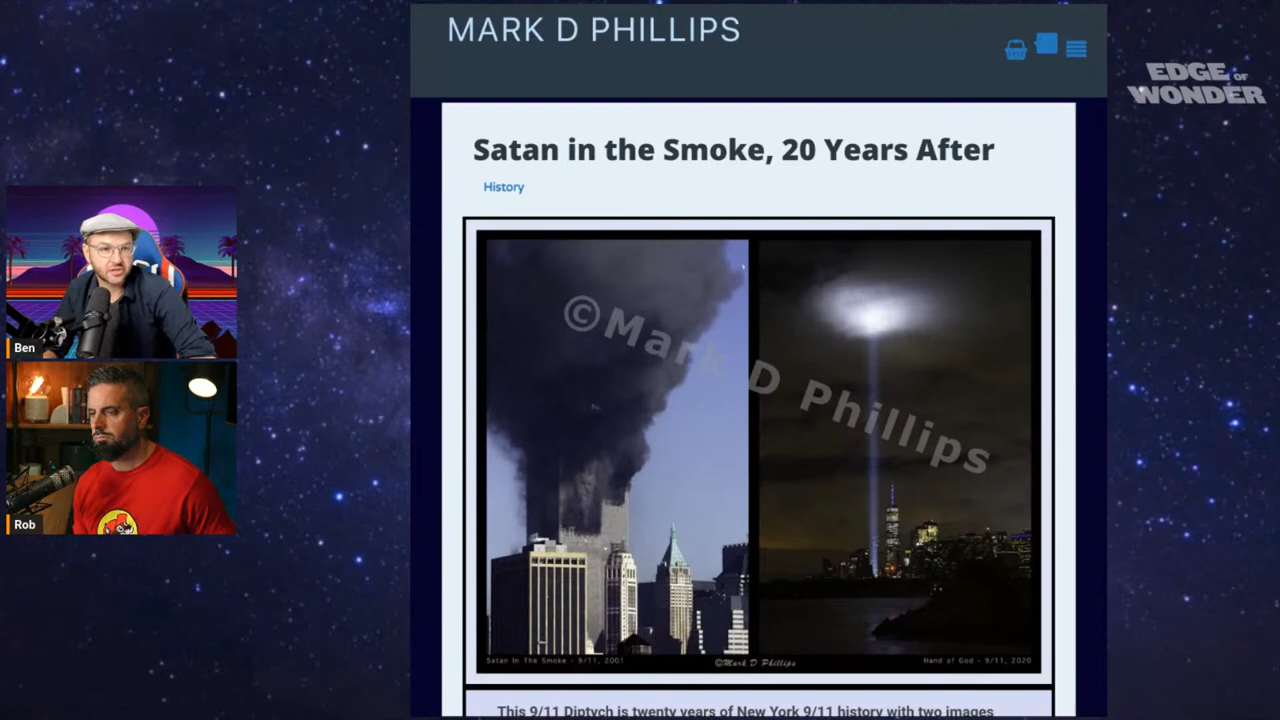 MARK D PHILLIPS
EDGE OF
WONDER
Satan in the Smoke, 20 Years After
History
©Mark D Phillips
Ben
Rob
Satan In The Smoke - 9/11, 2001
©Mark D Phillips
Hand of God - 9/11, 2020
This 9/11 Diptych is twenty years of New York 9/11 history with two images